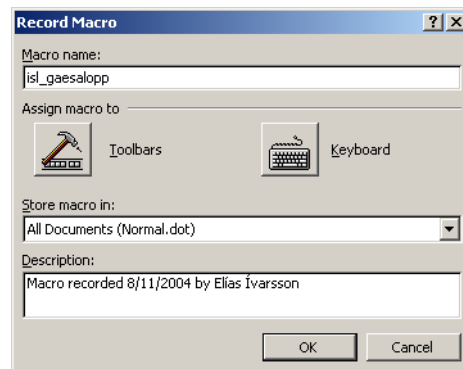 Record Macro
Macro name:
isl_gaesalopp
Assign macro to
Toolbars
Keyboard
Store macro in:
All Documents (Normal.dot)
Description:
Macro recorded 8/11/2004 by Elías Ívarsson
OK
Cancel